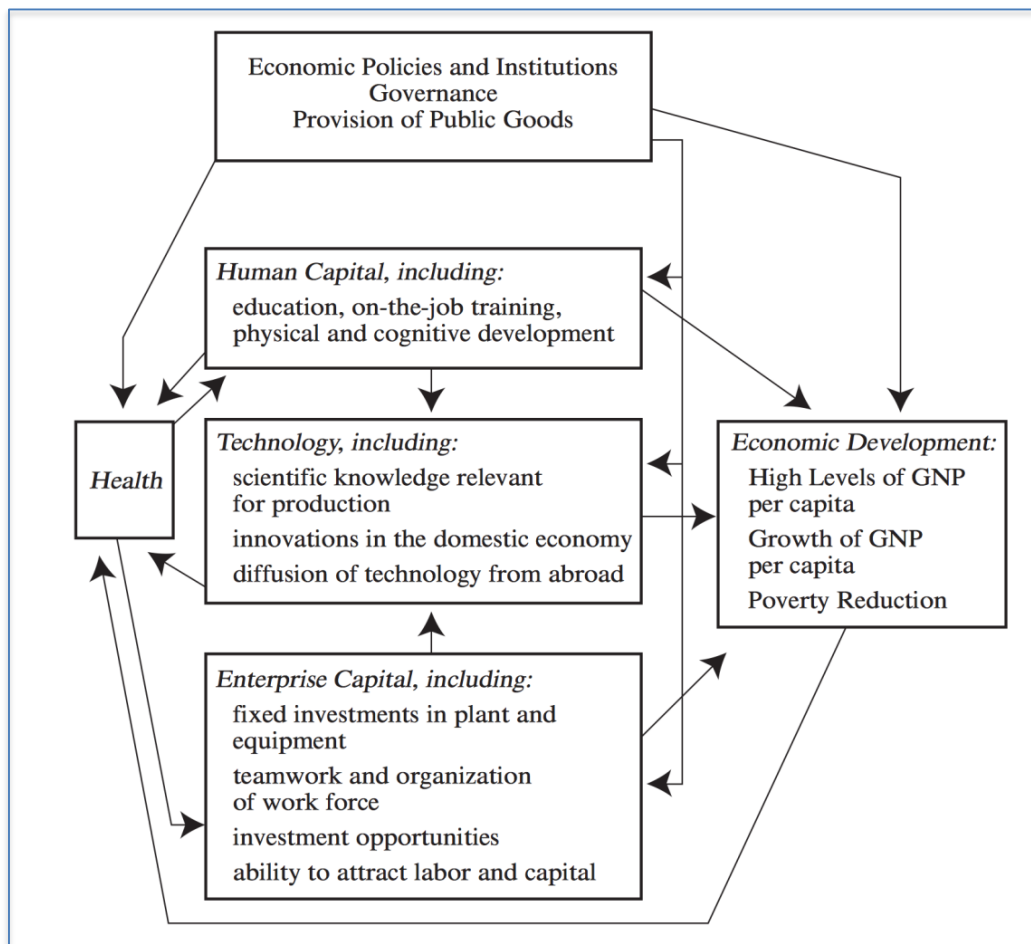 Economic Policies and Institutions
Governance
Provision of Public Goods
Human Capital, including:
education, on-the-job training,
physical and cognitive development
Health
Technology, including:
scientific knowledge relevant
for production
innovations in the domestic economy
diffusion of technology from abroad
Economic Development:
High Levels of GNP
per capita
Growth of GNP
per capita
Poverty Reduction
Enterprise Capital, including:
fixed investments in plant and
equipment
teamwork and organization
of work force
investment opportunities
ability to attract labor and capital